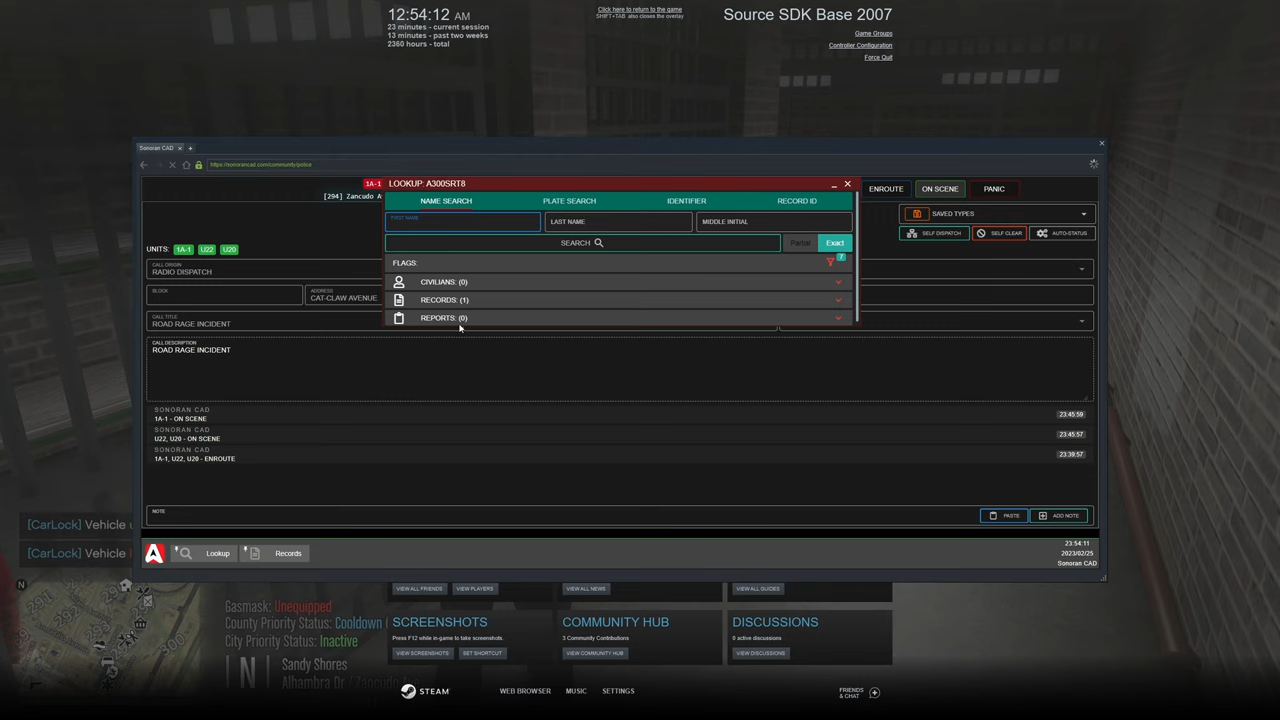 12:54:12 AM
23 minutes - current session
13 minutes - past two weeks
2360 hours - total
Click here to return to the game
SHIFT+TAB also closes the overlay
Source SDK Base 2007
Game Groups
Controller Configuration
Force Quit
Sonoran CAD
https://sonorancad.com/community/police
1A-1
LOOKUP: A300SRT8
ENROUTE
ON SCENE
PANIC
[294] Zancudo A
NAME SEARCH
PLATE SEARCH
IDENTIFIER
RECORD ID
SAVED TYPES
FIRST NAME
LAST NAME
MIDDLE INITIAL
SELF DISPATCH
SELF CLEAR
AUTO-STATUS
UNITS:
1A-1
U22
U20
SEARCH
Partial
Exact
CALL ORIGIN
RADIO DISPATCH
FLAGS:
7
CIVILIANS: (0)
BLOCK
ADDRESS
CAT-CLAW AVENUE
RECORDS: (1)
REPORTS: (0)
CALL TITLE
ROAD RAGE INCIDENT
CALL DESCRIPTION
ROAD RAGE INCIDENT
SONORAN CAD
1A-1 - ON SCENE
23:45:59
SONORAN CAD
U22, U20 - ON SCENE
23:45:57
SONORAN CAD
1A-1, U22, U20 - ENROUTE
23:39:57
NOTE
PASTE
ADD NOTE
[CarLock] Vehicle
[CarLock] Vehicle
Lookup
Records
23:54:11
2023/02/25
Sonoran CAD
VIEW ALL FRIENDS
VIEW PLAYERS
VIEW ALL NEWS
VIEW ALL GUIDES
N
291
300
Gasmask: Unequipped
County Priority Status: Cooldown
City Priority Status: Inactive
N
Sandy Shores
Alhambra Dr / Zancudo
SCREENSHOTS
Press F12 while in-game to take screenshots.
VIEW SCREENSHOTS
SET SHORTCUT
COMMUNITY HUB
3 Community Contributions
VIEW COMMUNITY HUB
DISCUSSIONS
0 active discussions
VIEW DISCUSSIONS
STEAM
WEB BROWSER
MUSIC
SETTINGS
FRIENDS
& CHAT